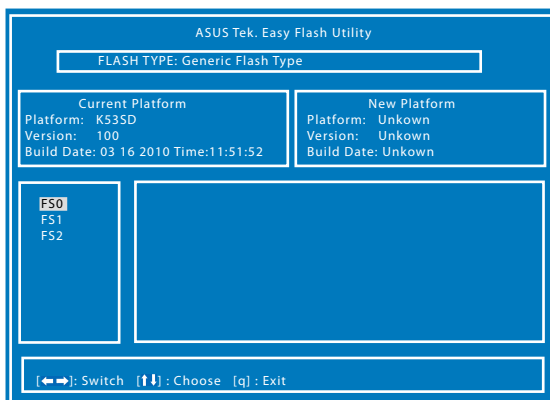 ASUS Tek. Easy Flash Utility
FLASH TYPE: Generic Flash Type
Current Platform
Platform: K53SD
Version: 100
Build Date: 03 16 2010 Time:11:51:52
New Platform
Platform: Unkown
Version: Unkown
Build Date: Unkown
FS0
FS1
FS2
[←→]: Switch [↑↓] : Choose [q] : Exit